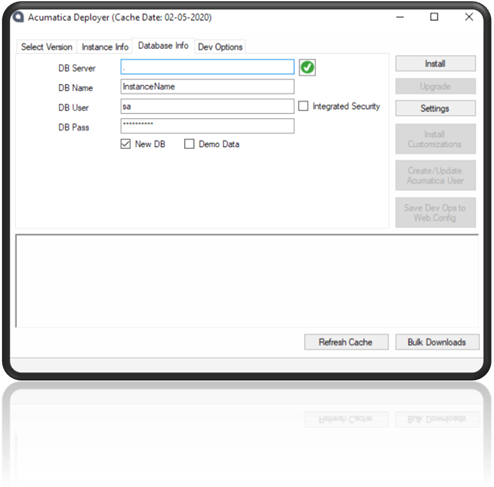 Acumatica Deployer (Cache Date: 02-05-2020)
Select Version Instance Info Database Info Dev Options
DB Server .
DB Name InstanceName
DB User sa Integrated Security
DB Pass **********
New DB Demo Data
Install
Upgrade
Settings
Install
Customizations
Create/Update
Acumatica User
Save Dev Ops to
Web.Config
Refresh Cache Bulk Downloads